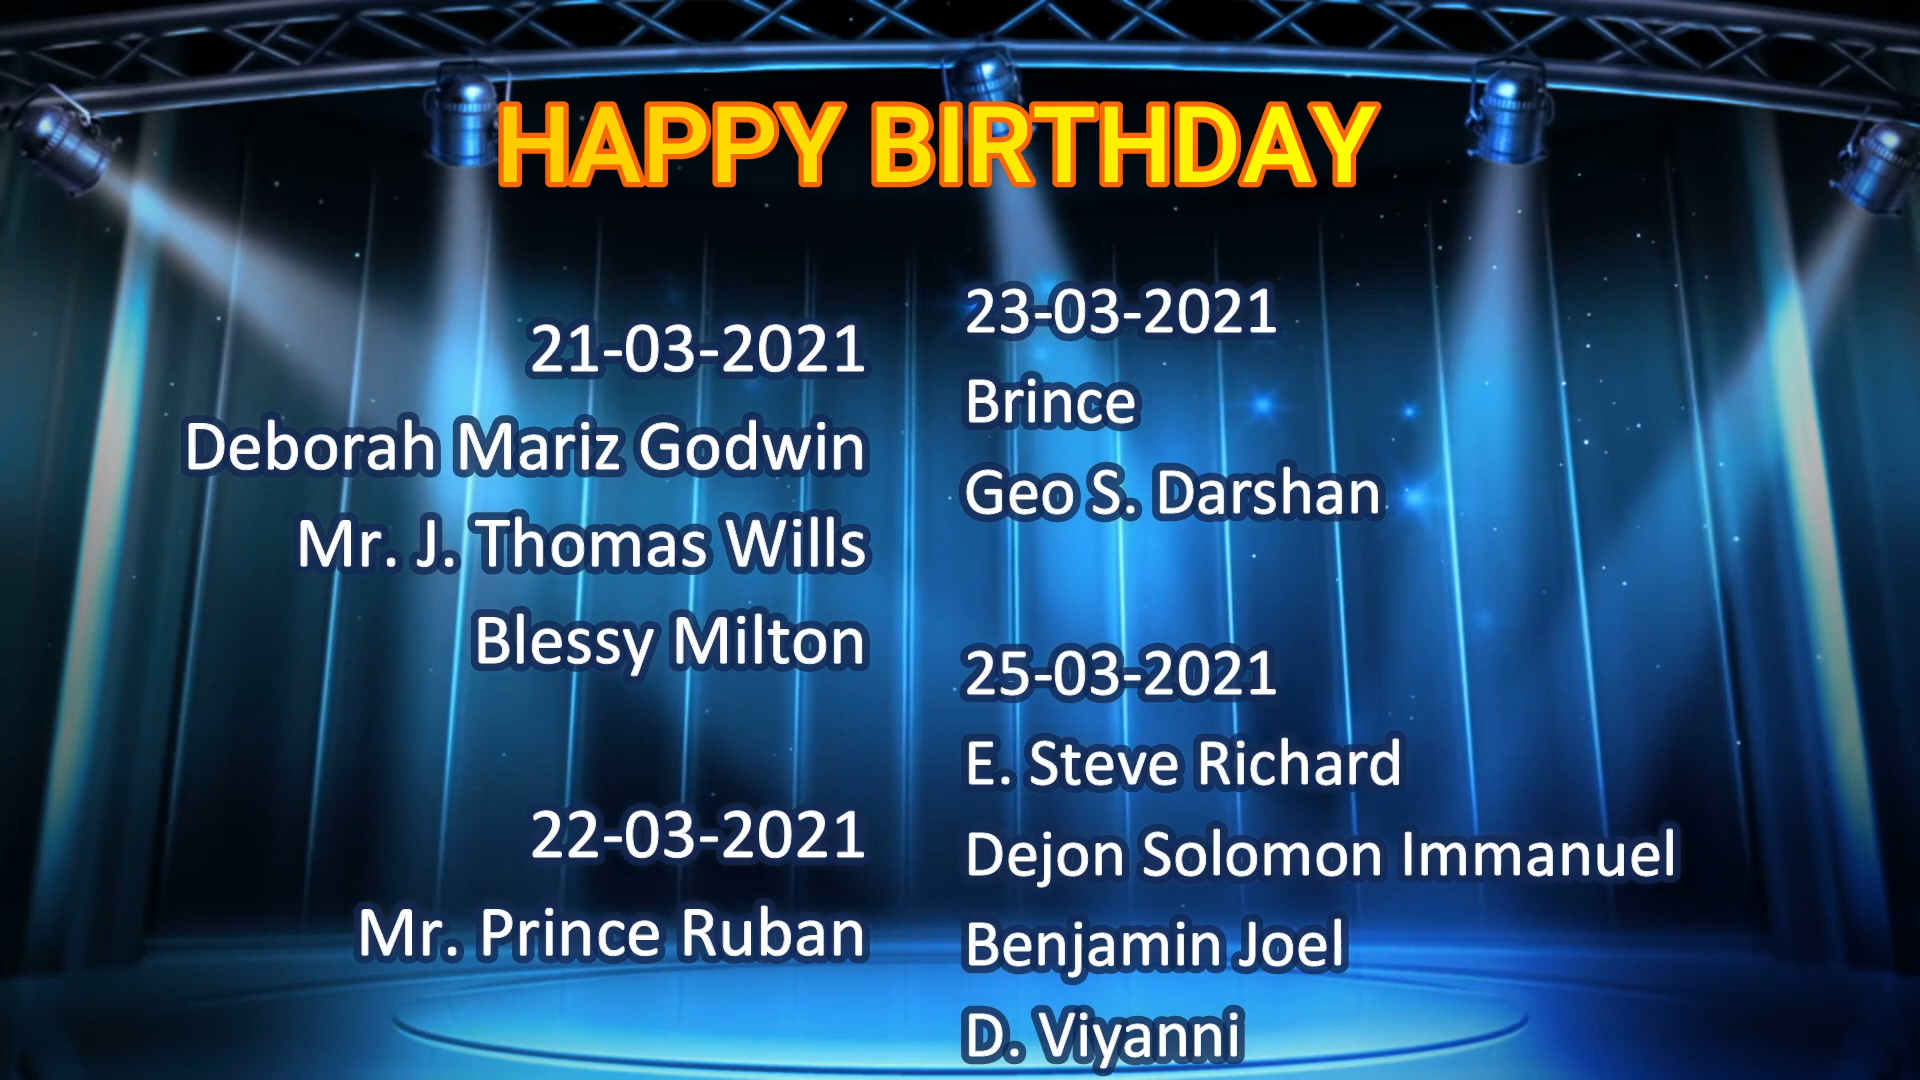 HAPPY BIRTHDAY
21-03-2021
Deborah Mariz Godwin
Mr. J. Thomas Wills
Blessy Milton
22-03-2021
Mr. Prince Ruban
23-03-2021
Brince
Geo S. Darshan
25-03-2021
E. Steve Richard
Dejon Solomon Immanuel
Benjamin Joel
D. Viyanni